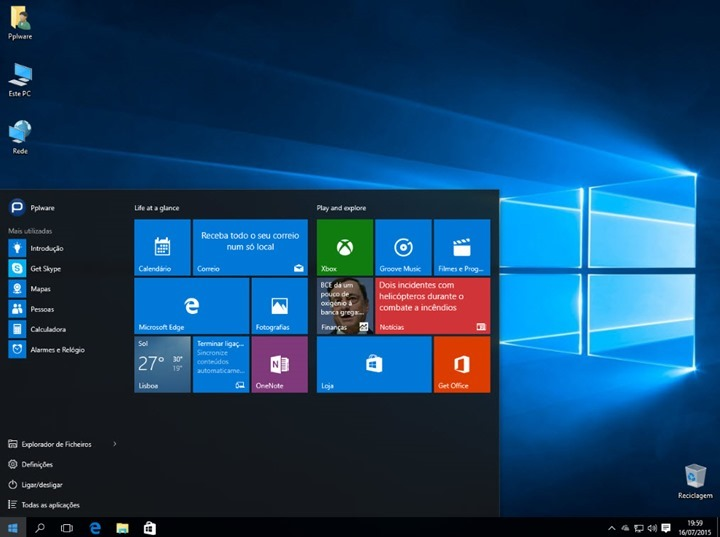 Pplware
Este PC
Rede
Pplware
Mais utilizadas
Introdução
Get Skype
Mapas
Pessoas
Calculadora
Alarmes e Relógio
Explorador de Ficheiros
Definições
Ligar/desligar
Todas as aplicações
Life at a glance
Calendário
Receba todo o seu correio
num só local
Correio
Microsoft Edge
Fotografias
Sol
27°
30°
19°
Lisboa
Terminar ligaç...
Sincronize
conteúdos
automaticame...
OneNote
Play and explore
Xbox
Groove Music
Filmes e Prog...
BCE dá um
pouco de
oxigénio à
banca grega:...
Finanças
Dois incidentes com
helicópteros durante o
combate a incêndios
Notícias
Loja
Get Office
Reciclagem
19:59
16/07/2015